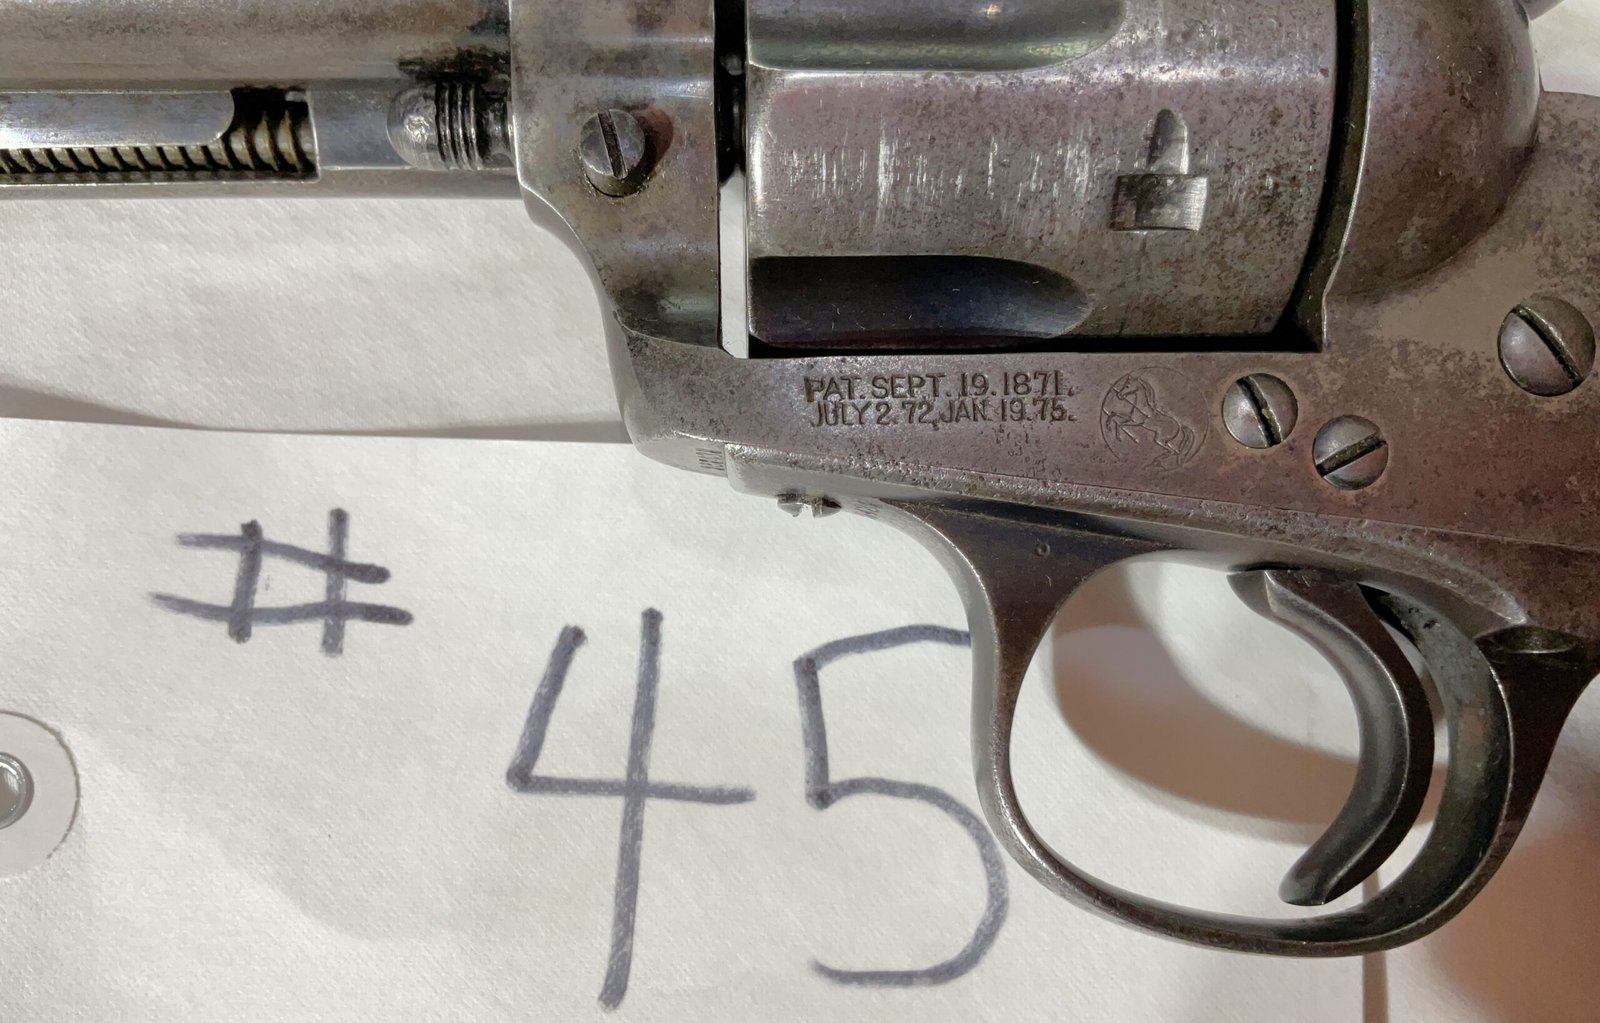 PAT. SEPT. 19. 1871.
JULY 2. 72, JAN. 19. 75.
# 45